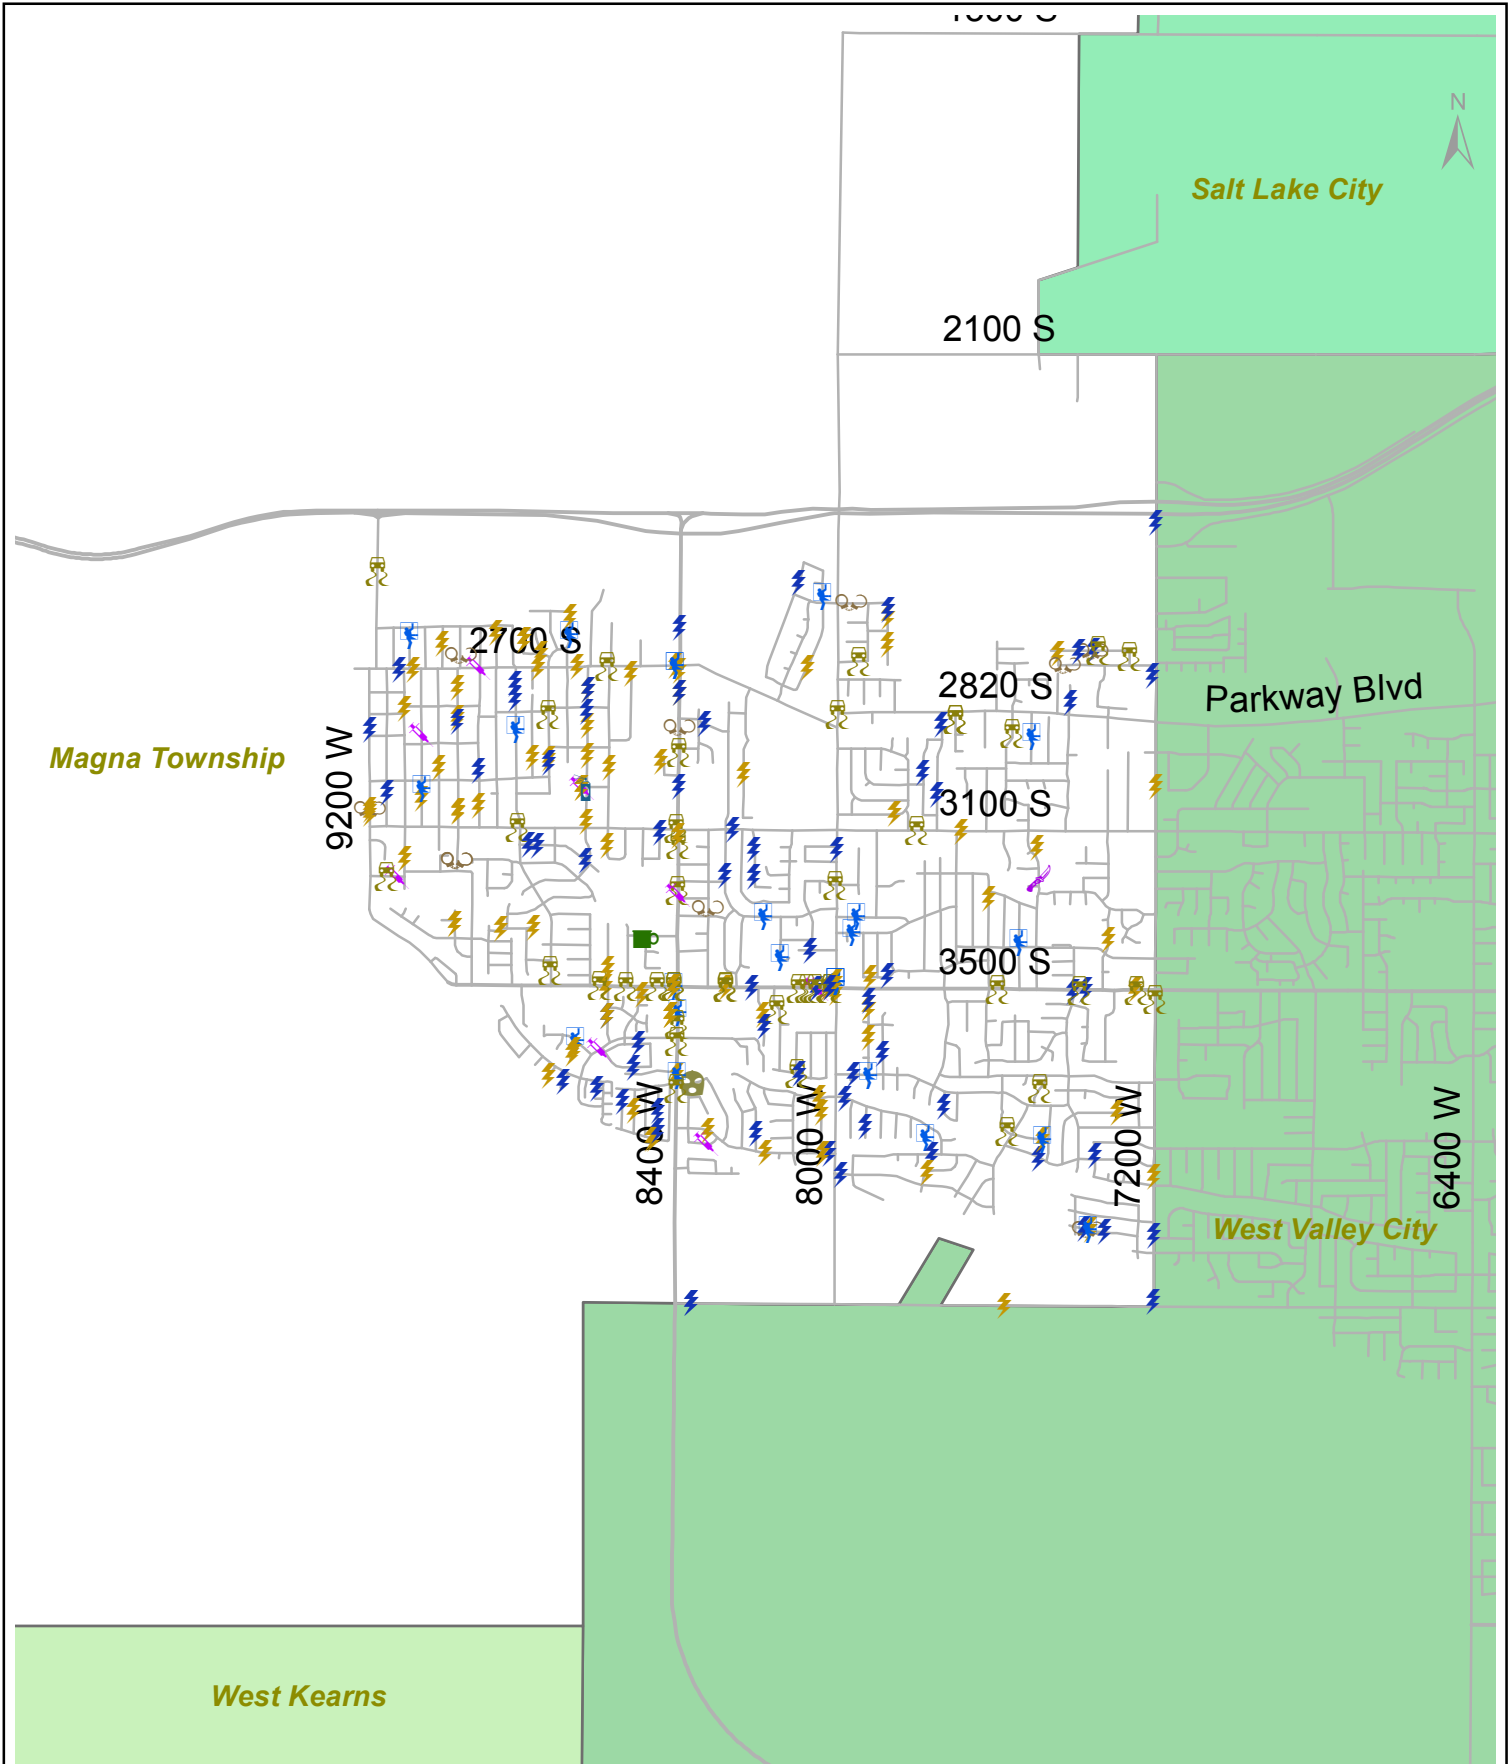 N
Salt Lake City
2100 S
2700 S
2820 S
Parkway Blvd
Magna Township
9200 W
3100 S
3500 S
8400 W
8000 W
7200 W
6400 W
West Valley City
West Kearns